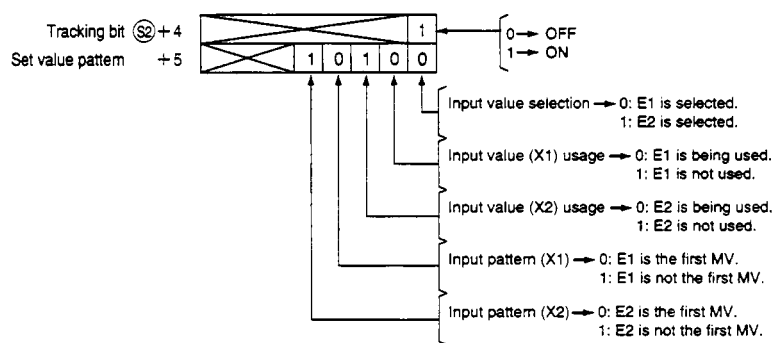 Tracking bit (S2)+4 1 0→ OFF
1→ ON
Set value pattern +5 1 0 1 0 0
Input value selection → 0: E1 is selected.
1: E2 is selected.
Input value (X1) usage → 0: E1 is being used.
1: E1 is not used.
Input value (X2) usage → 0: E2 is being used.
1: E2 is not used.
Input pattern (X1) → 0: E1 is the first MV.
1: E1 is not the first MV.
Input pattern (X2) → 0: E2 is the first MV.
1: E2 is not the first MV.